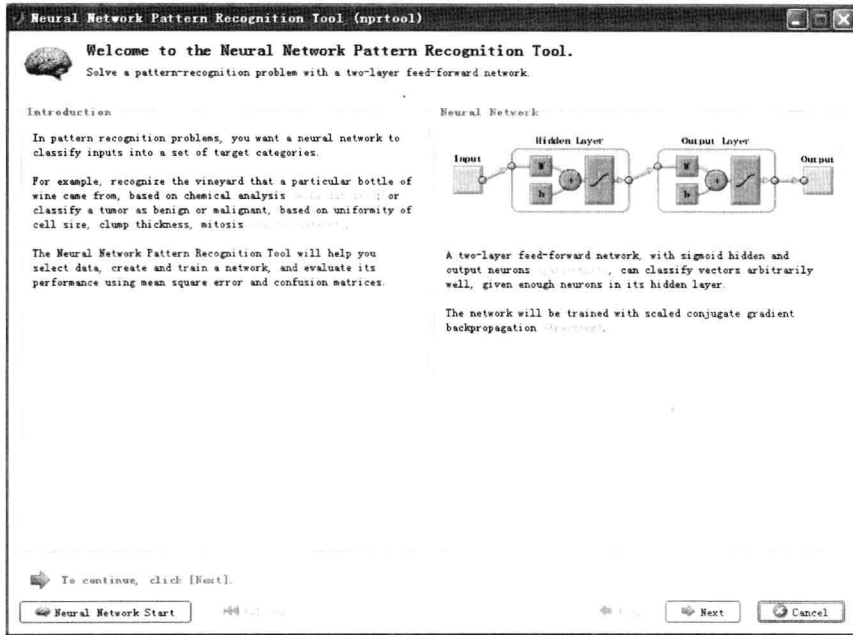 Neural Network Pattern Recognition Tool (nprtool)
Welcome to the Neural Network Pattern Recognition Tool.
Solve a pattern-recognition problem with a two-layer feed-forward network.
Introduction
In pattern recognition problems, you want a neural network to
classify inputs into a set of target categories.
For example, recognize the vineyard that a particular bottle of
wine came from, based on chemical analysis ; or
classify a tumor as benign or malignant, based on uniformity of
cell size, clump thickness, mitosis .
The Neural Network Pattern Recognition Tool will help you
select data, create and train a network, and evaluate its
performance using mean square error and confusion matrices.
Neural Network
Hidden Layer Output Layer
Input W W Output
b + b +
A two-layer feed-forward network, with sigmoid hidden and
output neurons , can classify vectors arbitrarily
well, given enough neurons in its hidden layer.
The network will be trained with scaled conjugate gradient
backpropagation .
To continue, click [Next].
Neural Network Start Next Cancel